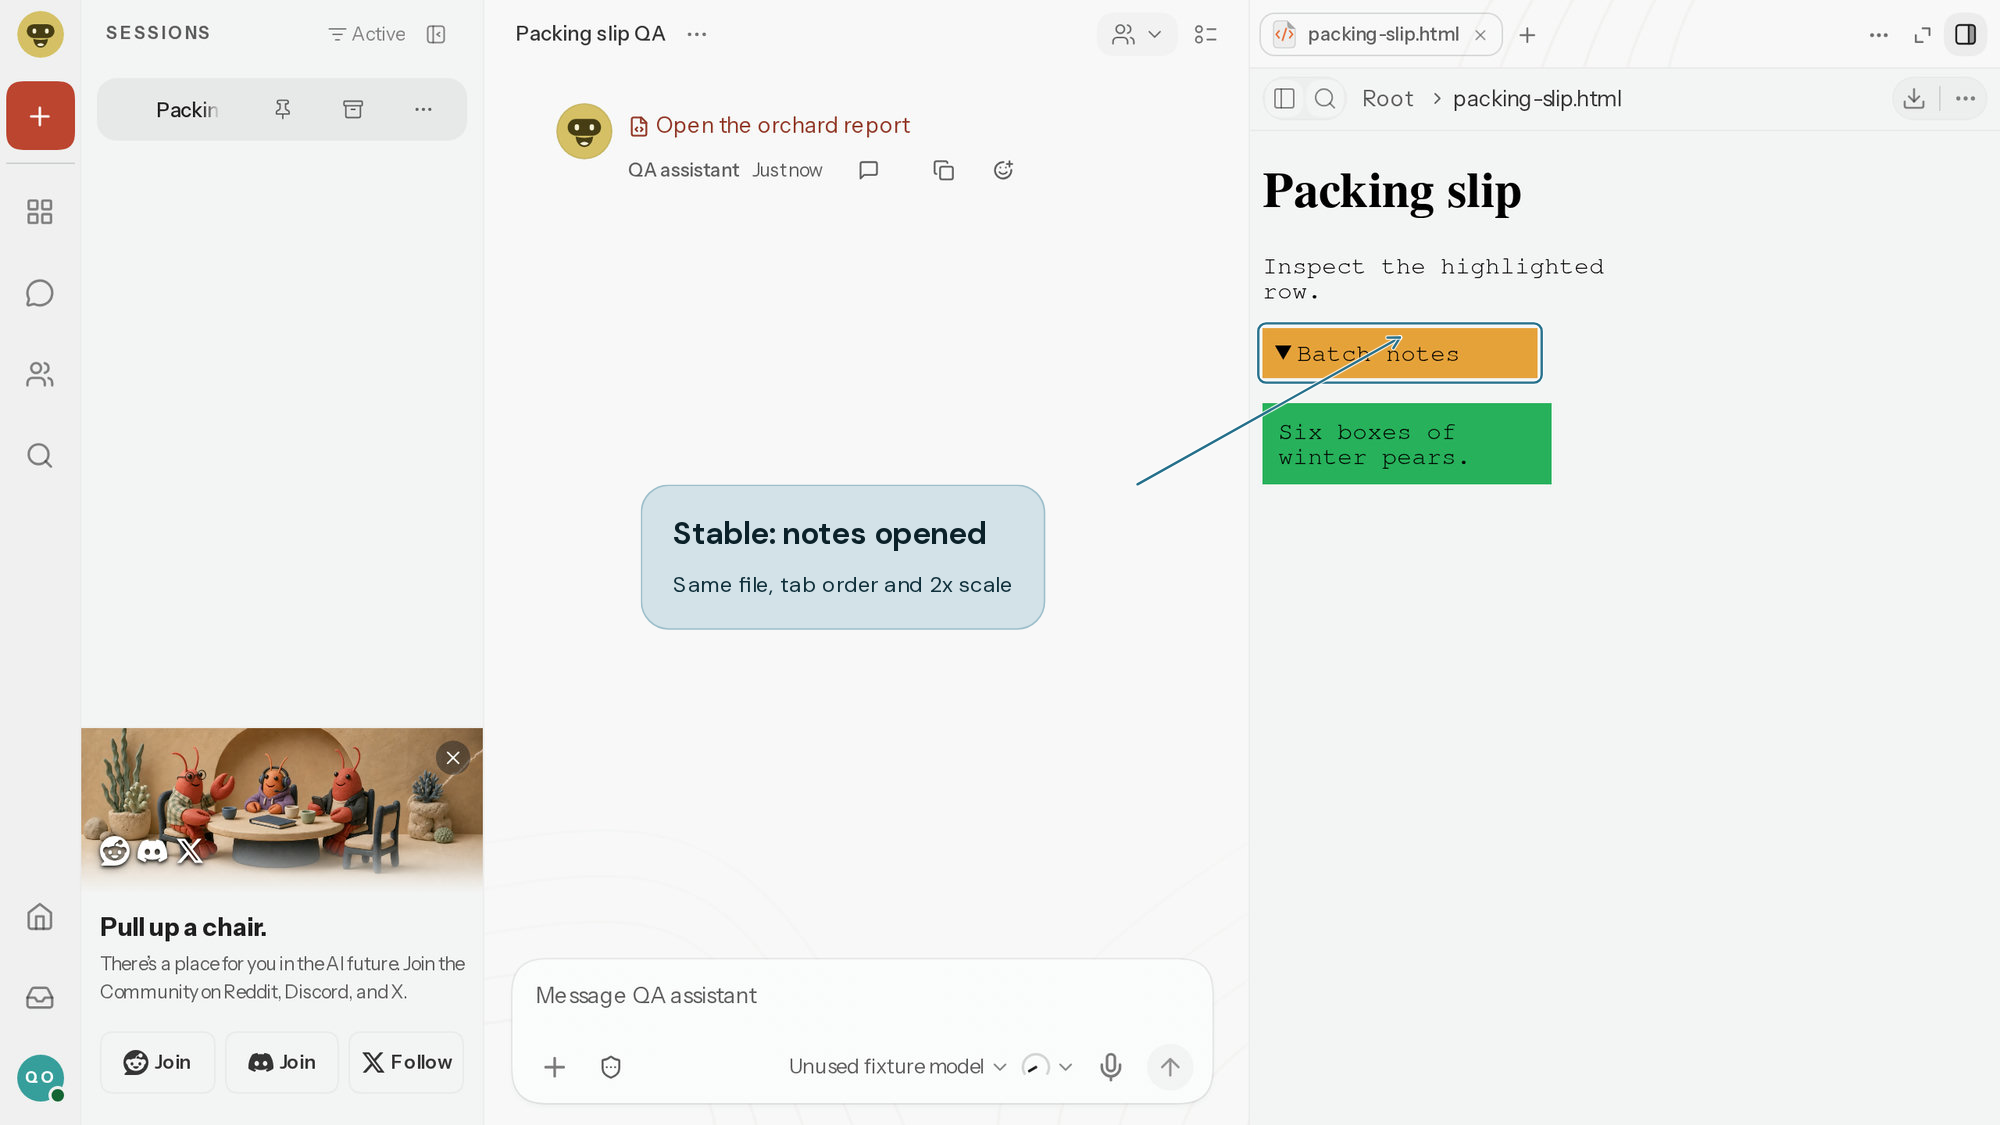 SESSIONS
Active
Packin
Packing slip QA
Open the orchard report
QA assistant Just now
Stable: notes opened
Same file, tab order and 2x scale
Pull up a chair.
There's a place for you in the AI future. Join the
Community on Reddit, Discord, and X.
Join
Join
Follow
QO
Message QA assistant
Unused fixture model
packing-slip.html
Root > packing-slip.html
Packing slip
Inspect the highlighted
row.
Batch notes
Six boxes of
winter pears.